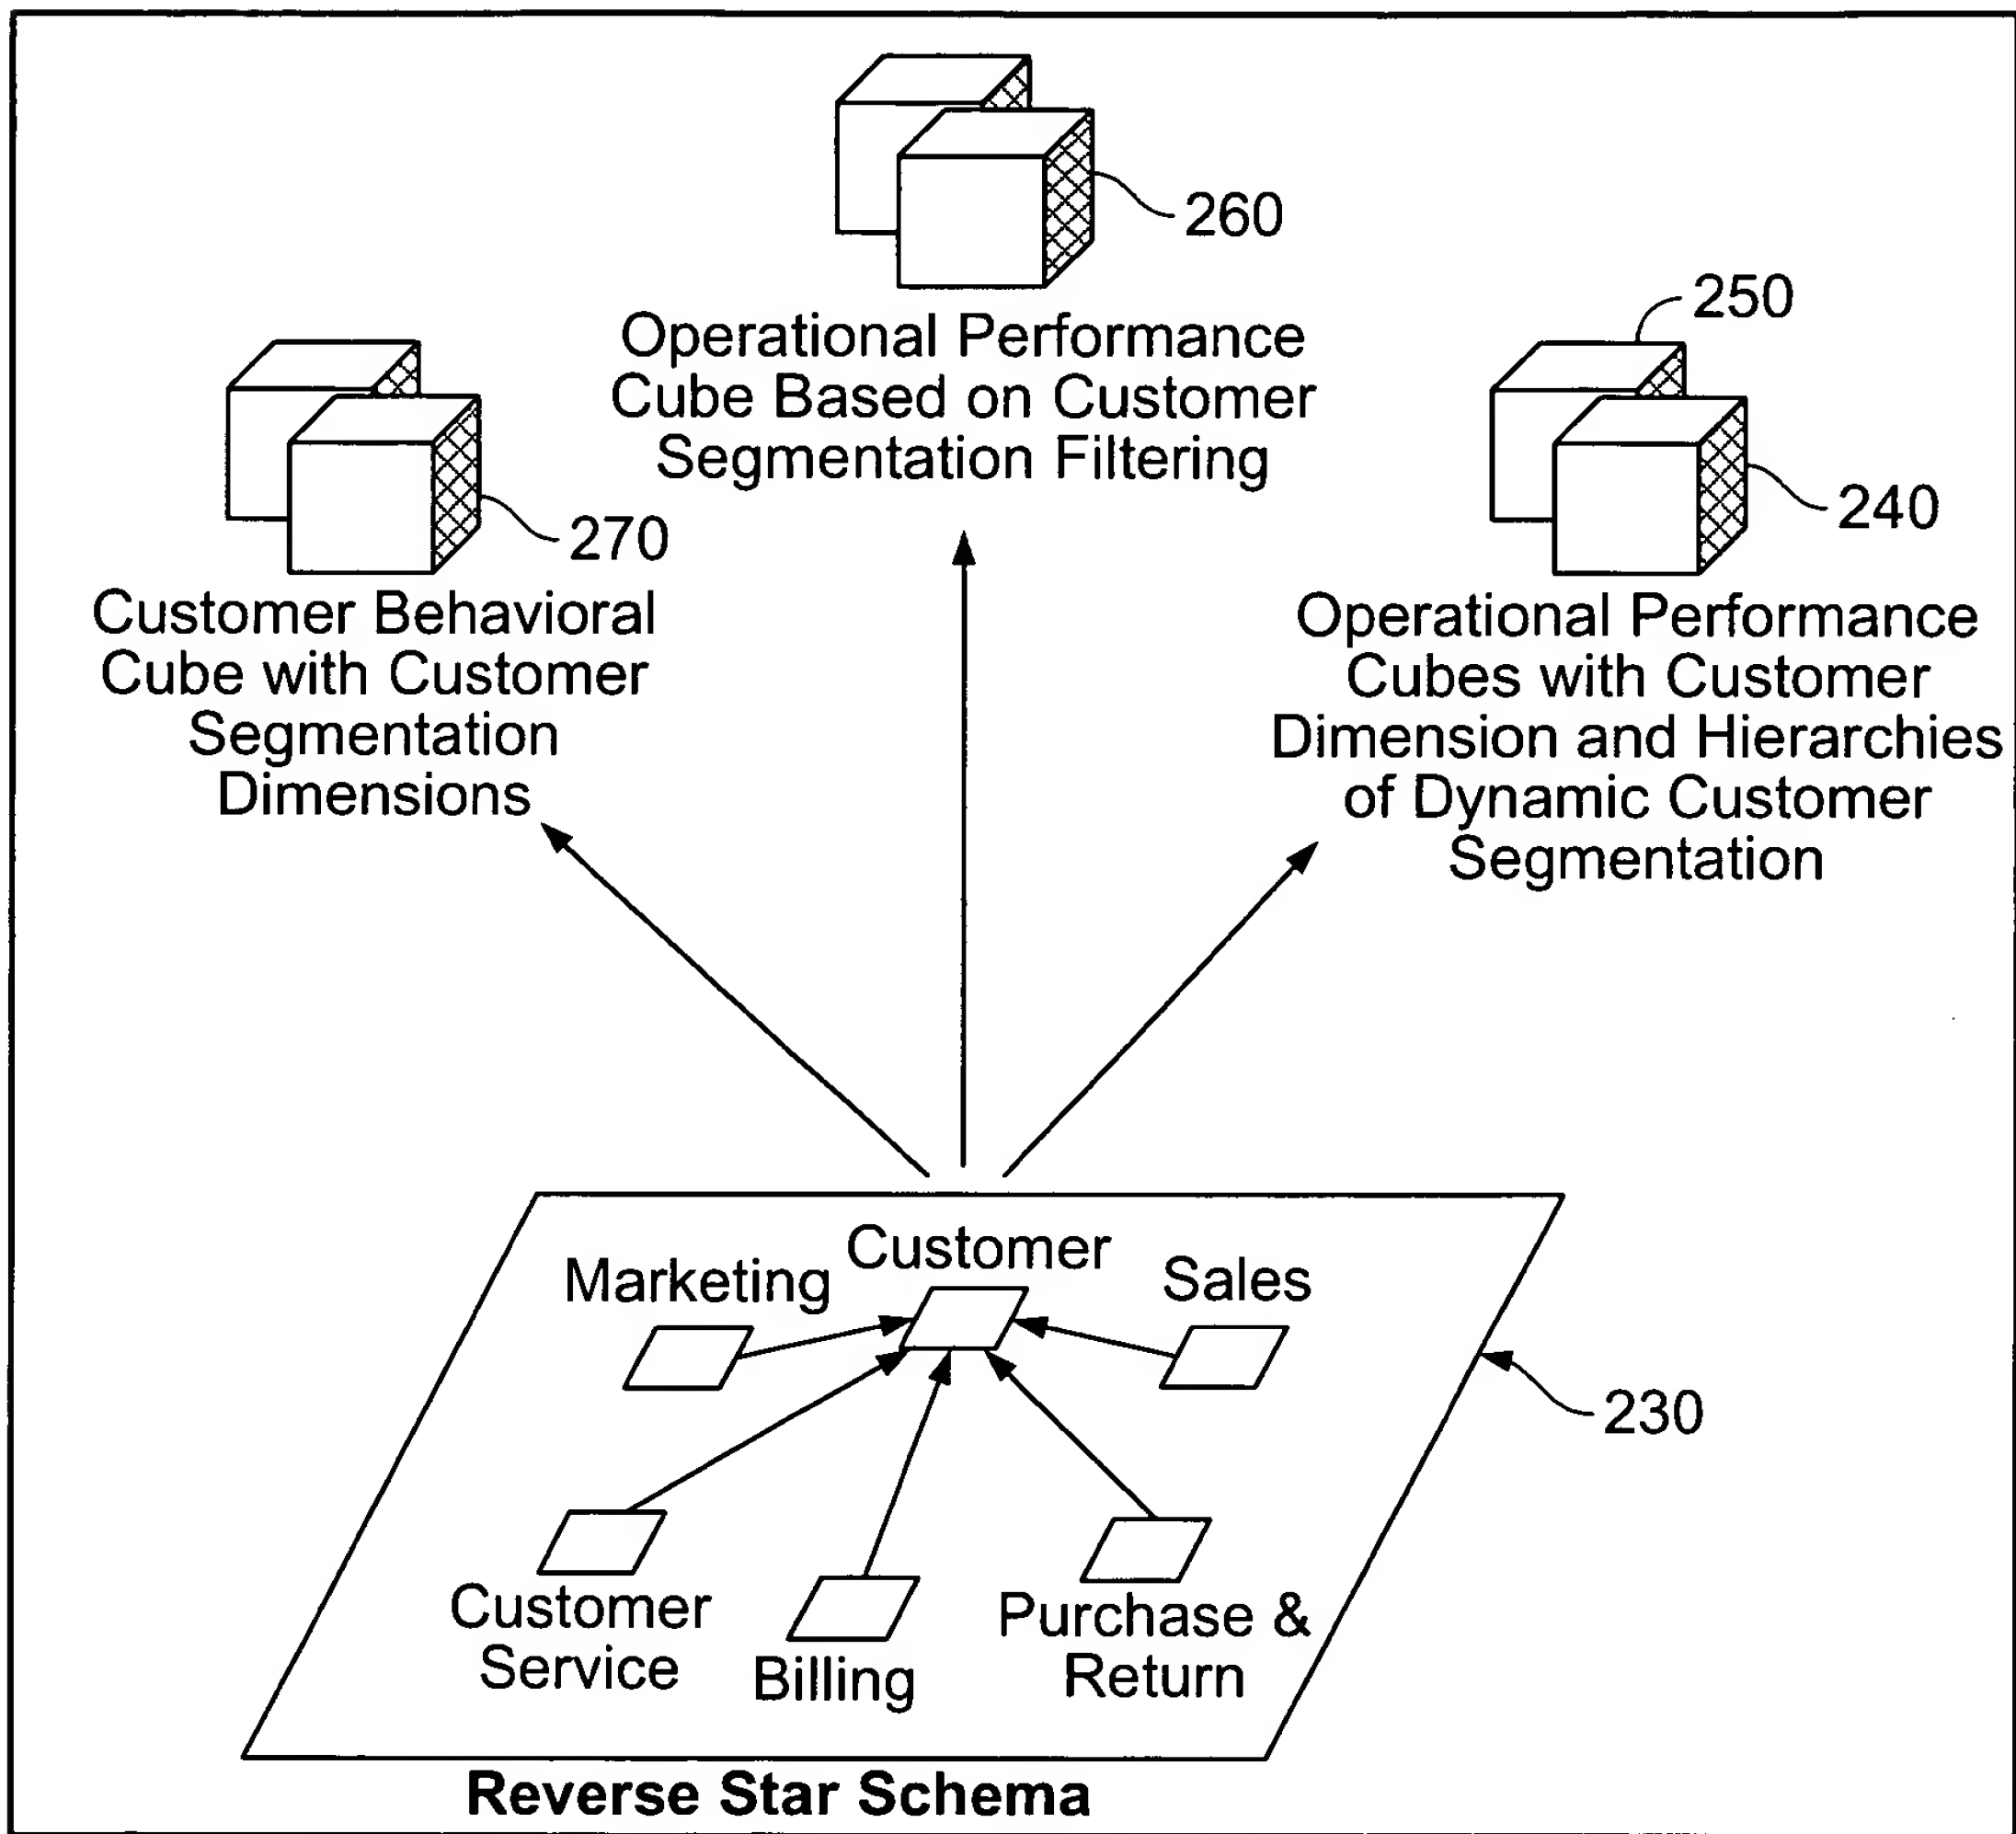 260
Operational Performance
Cube Based on Customer
Segmentation Filtering
270
Customer Behavioral
Cube with Customer
Segmentation
Dimensions
250
240
Operational Performance
Cubes with Customer
Dimension and Hierarchies
of Dynamic Customer
Segmentation
Customer
Marketing
Sales
230
Customer
Service
Billing
Purchase &
Return
Reverse Star Schema